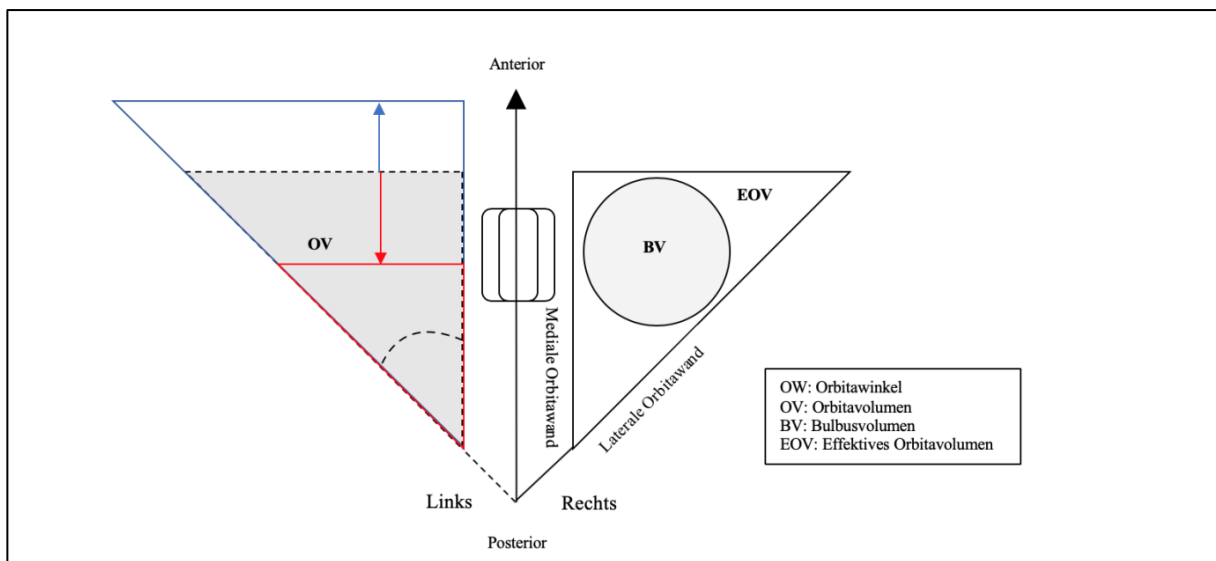 Anterior
EOV
OV
BV
Mediale Orbitawand
Laterale Orbitawand
OW: Orbitawinkel
OV: Orbitavolumen
BV: Bulbusvolumen
EOV: Effektives Orbitavolumen
Links
Rechts
Posterior